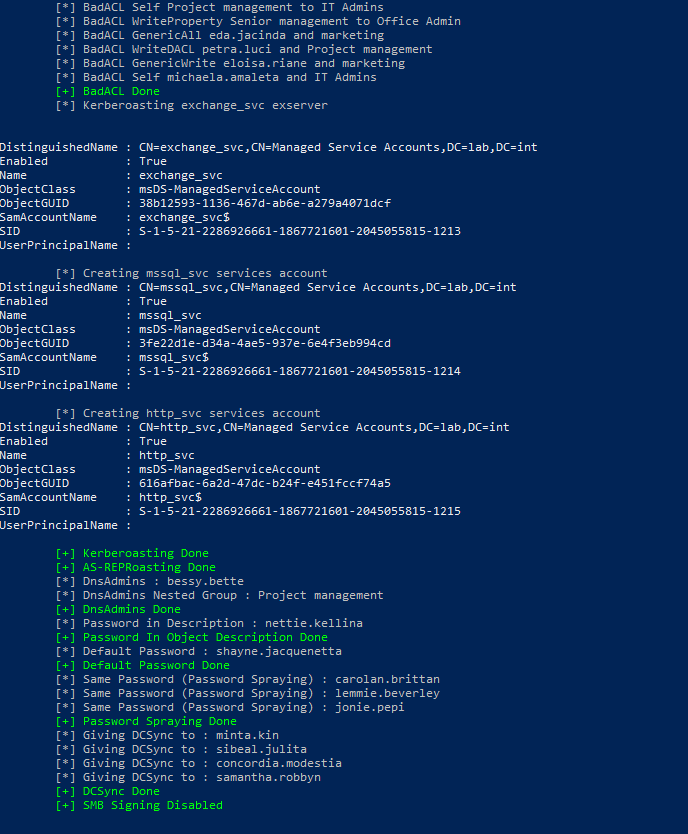 [*] BadACL Self Project management to IT Admins
[*] BadACL WriteProperty Senior management to Office Admin
[*] BadACL GenericAll eda.jacinda and marketing
[*] BadACL WriteDACL petra.luci and Project management
[*] BadACL GenericWrite eloisa.riane and marketing
[*] BadACL Self michaela.amaleta and IT Admins
[+] BadACL Done
[*] Kerberoasting exchange_svc exserver
DistinguishedName : CN=exchange_svc,CN=Managed Service Accounts,DC=lab,DC=int
Enabled : True
Name : exchange_svc
ObjectClass : msDS-ManagedServiceAccount
ObjectGUID : 38b12593-1136-467d-ab6e-a279a4071dcf
SamAccountName : exchange_svc$
SID : S-1-5-21-2286926661-1867721601-2045055815-1213
UserPrincipalName :
[*] Creating mssql_svc services account
DistinguishedName : CN=mssql_svc,CN=Managed Service Accounts,DC=lab,DC=int
Enabled : True
Name : mssql_svc
ObjectClass : msDS-ManagedServiceAccount
ObjectGUID : 3fe22d1e-d34a-4ae5-937e-6e4f3eb994cd
SamAccountName : mssql_svc$
SID : S-1-5-21-2286926661-1867721601-2045055815-1214
UserPrincipalName :
[*] Creating http_svc services account
DistinguishedName : CN=http_svc,CN=Managed Service Accounts,DC=lab,DC=int
Enabled : True
Name : http_svc
ObjectClass : msDS-ManagedServiceAccount
ObjectGUID : 616afbac-6a2d-47dc-b24f-e451fccf74a5
SamAccountName : http_svc$
SID : S-1-5-21-2286926661-1867721601-2045055815-1215
UserPrincipalName :
[+] Kerberoasting Done
[+] AS-REPRoasting Done
[*] DnsAdmins : bessy.bette
[*] DnsAdmins Nested Group : Project management
[+] DnsAdmins Done
[*] Password in Description : nettie.kellina
[+] Password In Object Description Done
[*] Default Password : shayne.jacquenetta
[+] Default Password Done
[*] Same Password (Password Spraying) : carolan.brittan
[*] Same Password (Password Spraying) : lemmie.beverley
[*] Same Password (Password Spraying) : jonie.pepi
[+] Password Spraying Done
[*] Giving DCSync to : minta.kin
[*] Giving DCSync to : sibeal.julita
[*] Giving DCSync to : concordia.modestia
[*] Giving DCSync to : samantha.robbyn
[+] DCSync Done
[+] SMB Signing Disabled